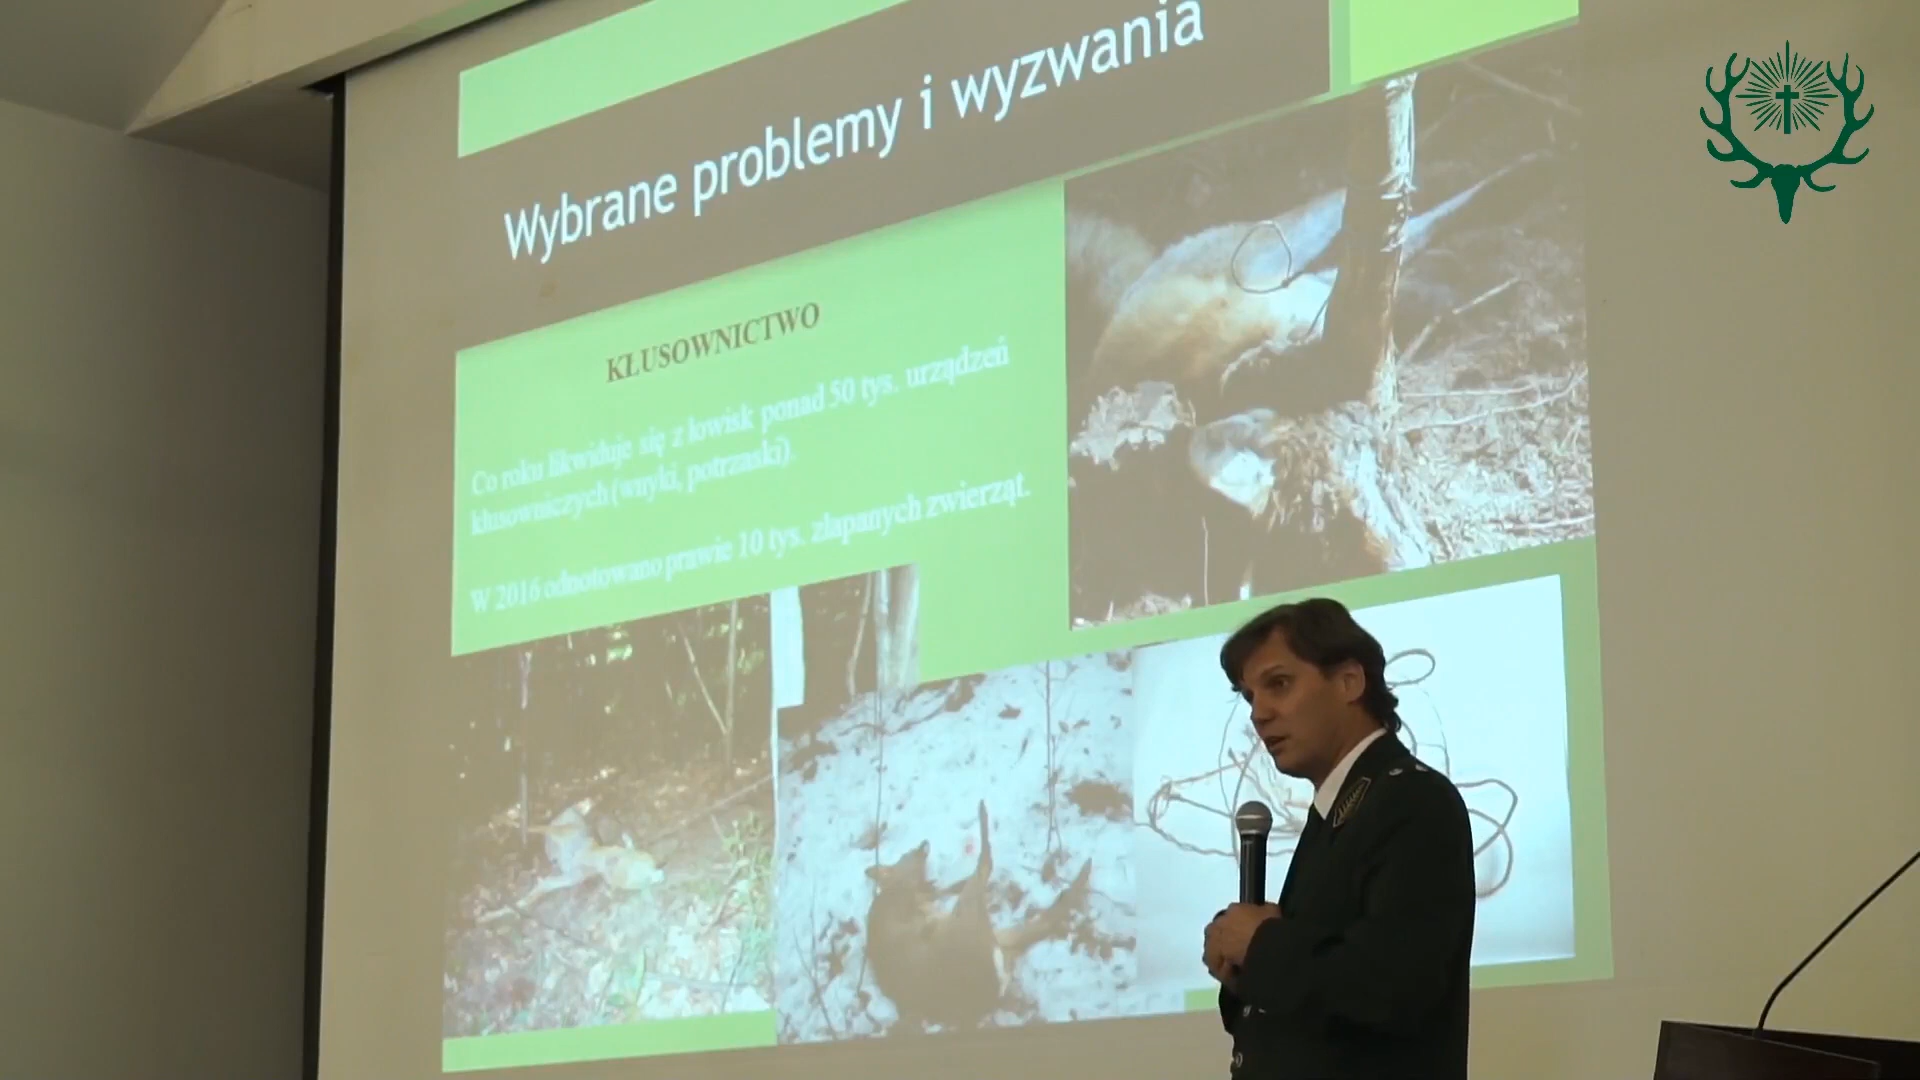 Wybrane problemy i wyzwania
KŁUSOWNICTWO
Co roku likwiduje się z łowisk ponad 50 tys. urządzeń
kłusowniczych (wnyki, potrzaski).
W 2016 odnotowano prawie 10 tys. złapanych zwierząt.